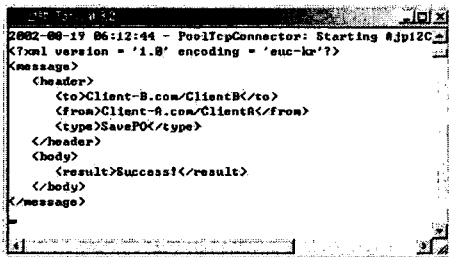 2002-08-19 06:12:44 - PoolTcpConnector: Starting Ajp12C
<?xml version = '1.0' encoding = 'euc-kr'?>
<message>
<header>
<to>Client-B.com/ClientB</to>
<from>Client-A.com/ClientA</from>
<type>SavePO</type>
</header>
<body>
<result>Success!</result>
</body>
</message>